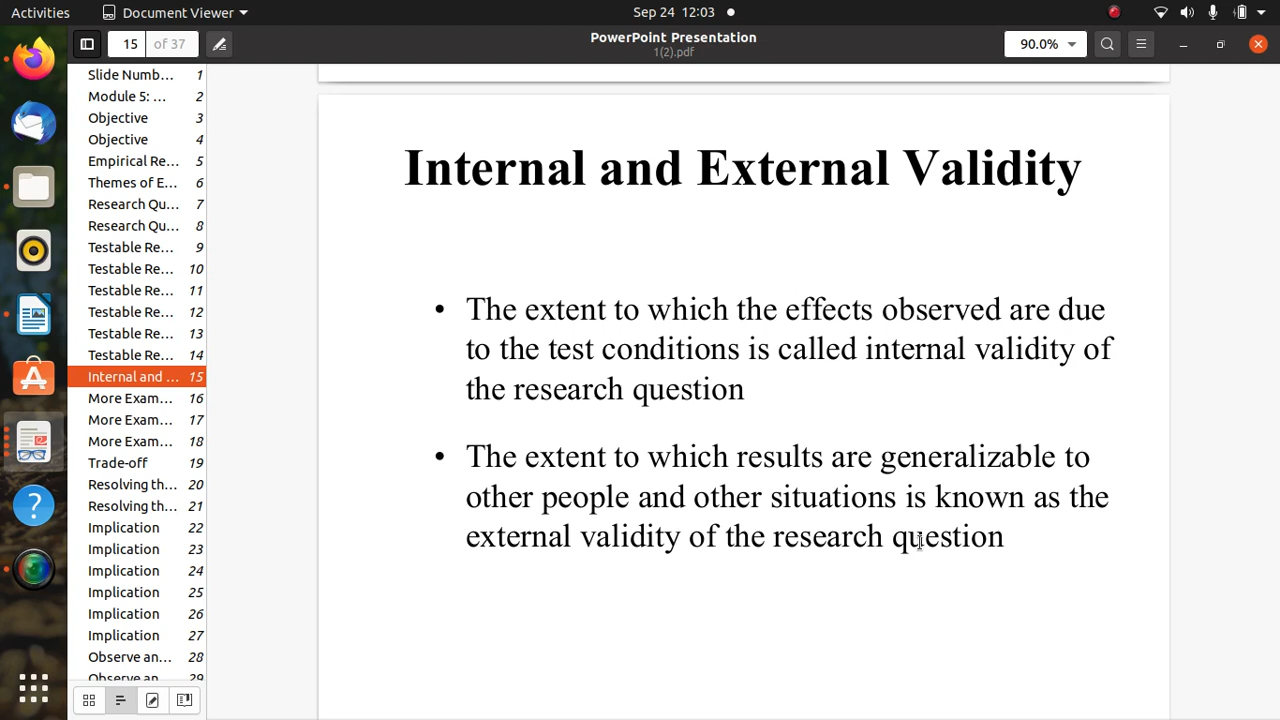 Activities Document Viewer Sep 24 12:03
15 of 37 PowerPoint Presentation 90.0%
1(2).pdf
Slide Numb... 1
Module 5: ... 2
Objective 3
Objective 4
Empirical Re... 5
Themes of E... 6
Research Qu... 7
Research Qu... 8
Testable Re... 9
Testable Re... 10
Testable Re... 11
Testable Re... 12
Testable Re... 13
Testable Re... 14
Internal and ... 15
More Exam... 16
More Exam... 17
More Exam... 18
Trade-off 19
Resolving th... 20
Resolving th... 21
Implication 22
Implication 23
Implication 24
Implication 25
Implication 26
Implication 27
Observe an... 28
Observe an... 29
Internal and External Validity
• The extent to which the effects observed are due
to the test conditions is called internal validity of
the research question
• The extent to which results are generalizable to
other people and other situations is known as the
external validity of the research question